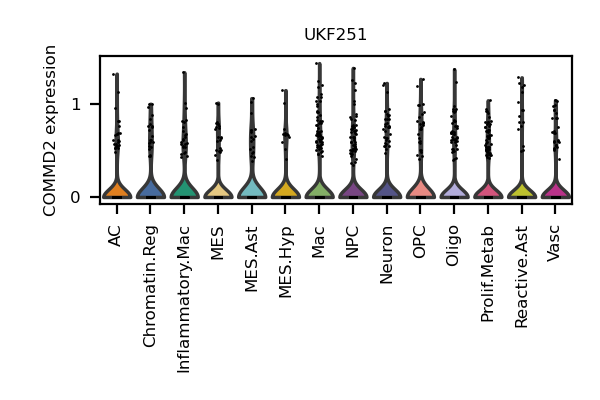 UKF251
COMMD2 expression
1
0
AC
Chromatin.Reg
Inflammatory.Mac
MES
MES.Ast
MES.Hyp
Mac
NPC
Neuron
OPC
Oligo
Prolif.Metab
Reactive.Ast
Vasc